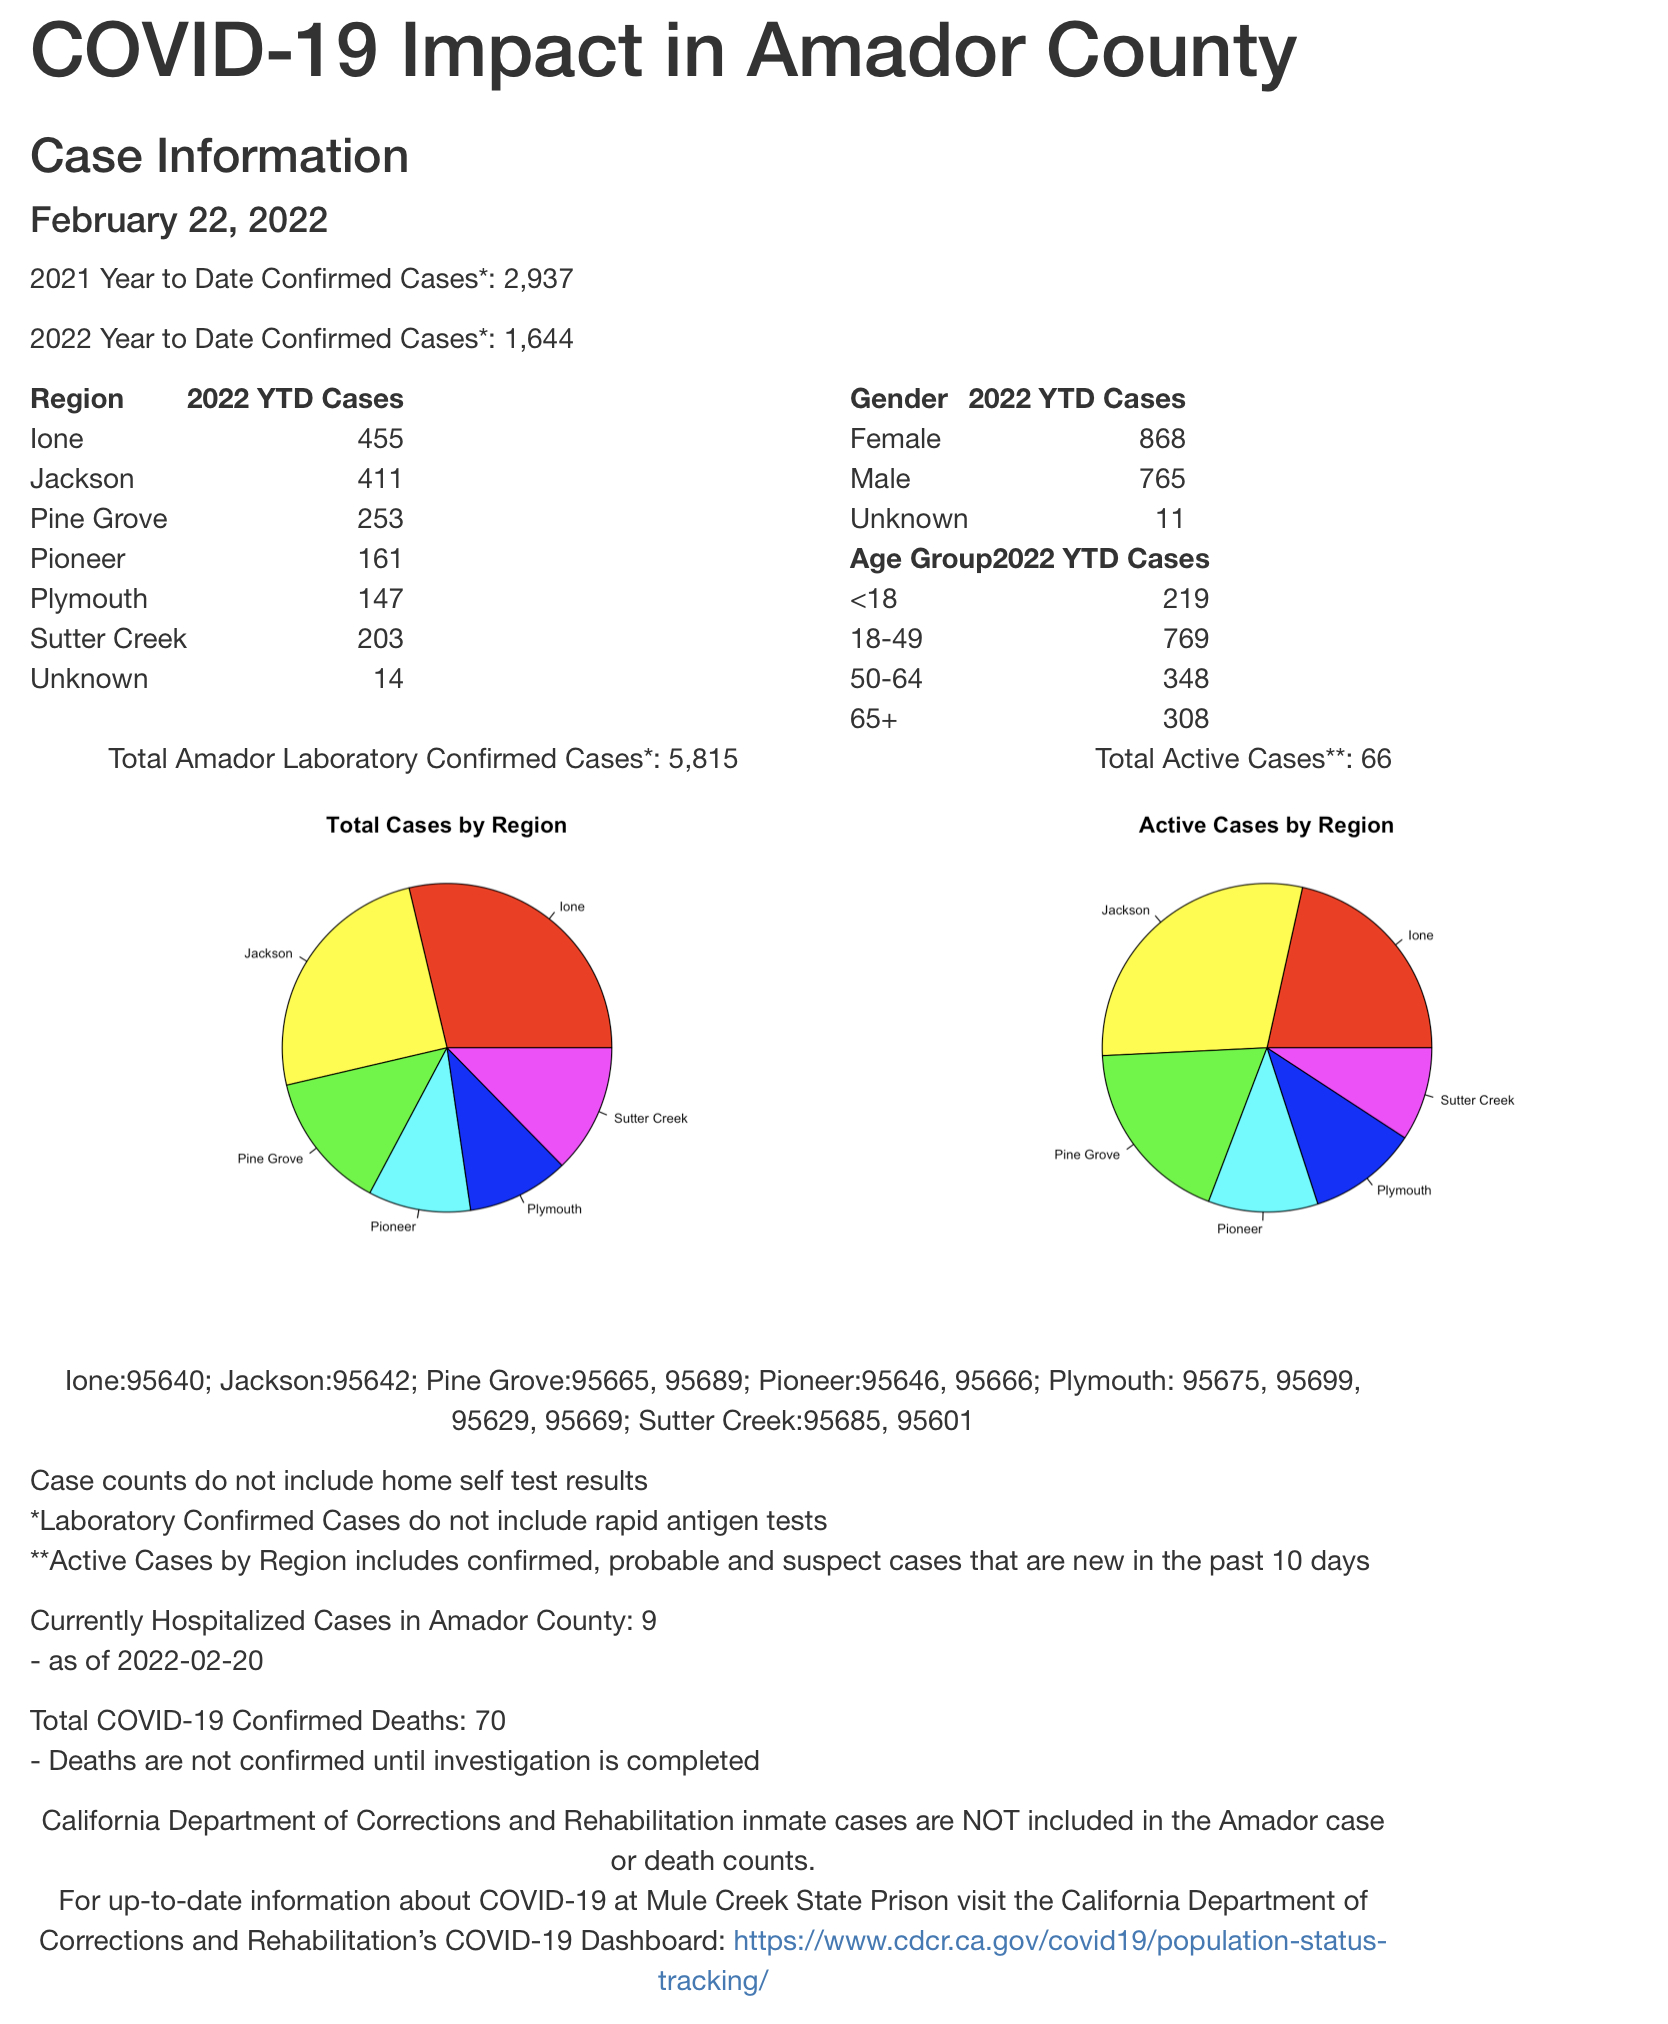 COVID-19 Impact in Amador County
Case Information
February 22, 2022
2021 Year to Date Confirmed Cases*: 2,937
2022 Year to Date Confirmed Cases*: 1,644
Region 2022 YTD Cases
Ione 455
Jackson 411
Pine Grove 253
Pioneer 161
Plymouth 147
Sutter Creek 203
Unknown 14
Gender 2022 YTD Cases
Female 868
Male 765
Unknown 11
Age Group2022 YTD Cases
<18 219
18-49 769
50-64 348
65+ 308
Total Amador Laboratory Confirmed Cases*: 5,815
Total Active Cases**: 66
Total Cases by Region
Ione
Jackson
Pine Grove
Pioneer
Plymouth
Sutter Creek
Active Cases by Region
Jackson
Ione
Sutter Creek
Pine Grove
Plymouth
Pioneer
Ione:95640; Jackson:95642; Pine Grove:95665, 95689; Pioneer:95646, 95666; Plymouth: 95675, 95699,
95629, 95669; Sutter Creek:95685, 95601
Case counts do not include home self test results
*Laboratory Confirmed Cases do not include rapid antigen tests
**Active Cases by Region includes confirmed, probable and suspect cases that are new in the past 10 days
Currently Hospitalized Cases in Amador County: 9
- as of 2022-02-20
Total COVID-19 Confirmed Deaths: 70
- Deaths are not confirmed until investigation is completed
California Department of Corrections and Rehabilitation inmate cases are NOT included in the Amador case
or death counts.
For up-to-date information about COVID-19 at Mule Creek State Prison visit the California Department of
Corrections and Rehabilitation’s COVID-19 Dashboard: https://www.cdcr.ca.gov/covid19/population-status-
tracking/